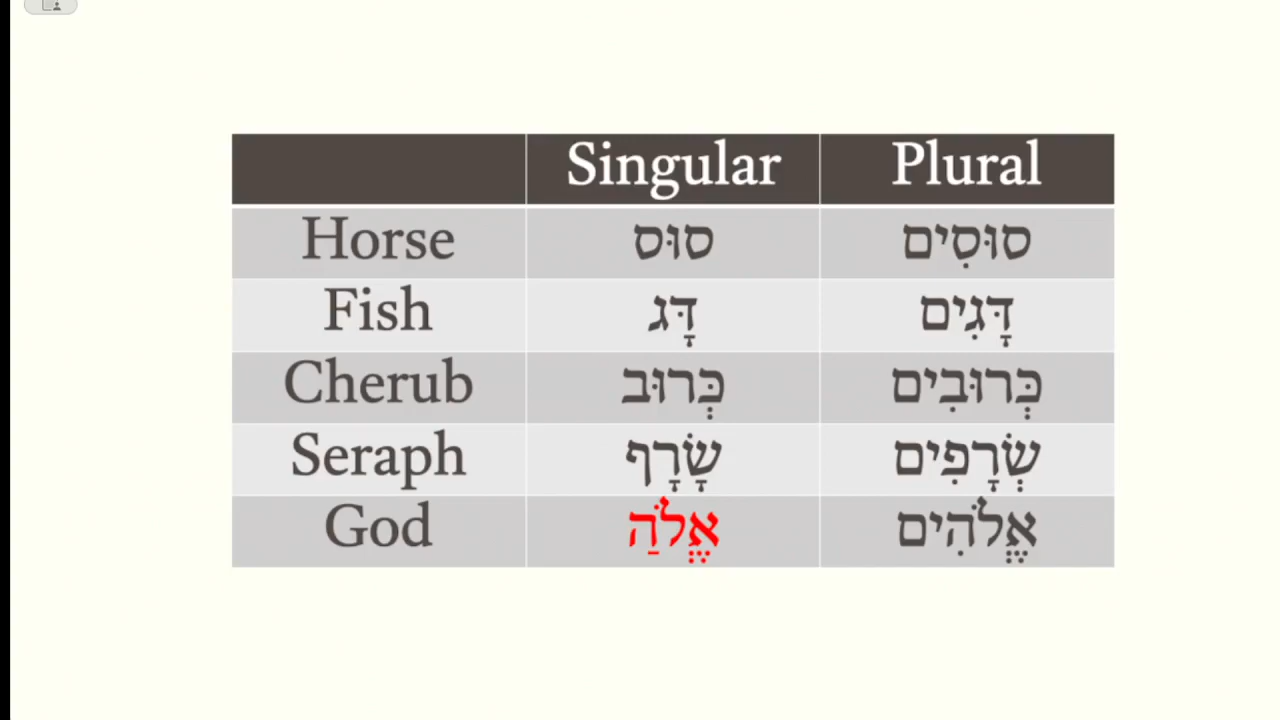 Singular Plural
Horse סוּס סוּסִים
Fish דָּג דָּגִים
Cherub כְּרוּב כְּרוּבִים
Seraph שָׂרָף שְׂרָפִים
God אֱלֹהַ אֱלֹהִים